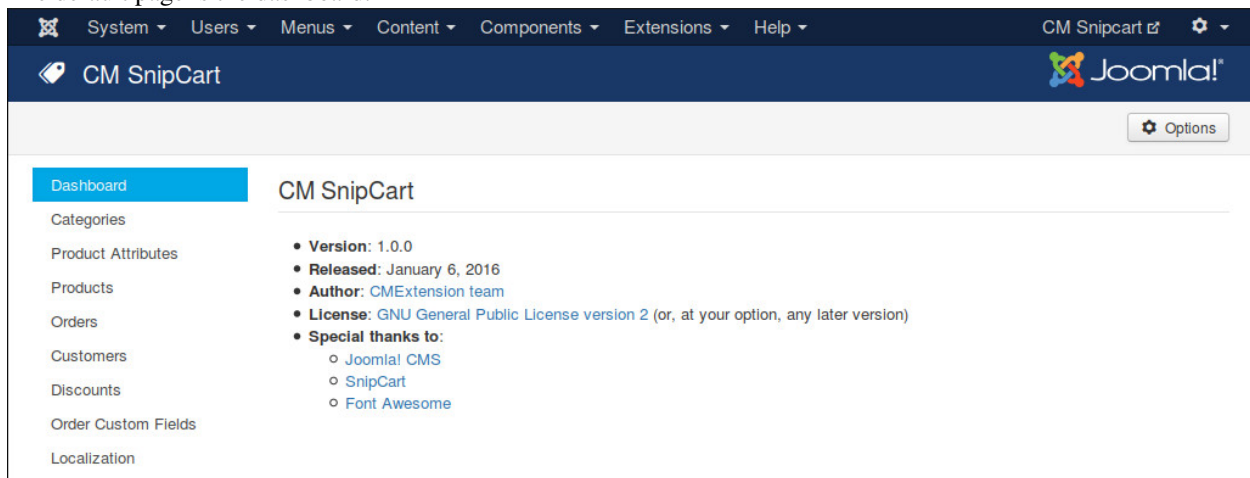 System Users Menus Content Components Extensions Help CM Snipcart
CM SnipCart Joomla!®
Options
Dashboard
Categories
Product Attributes
Products
Orders
Customers
Discounts
Order Custom Fields
Localization
CM SnipCart
• Version: 1.0.0
• Released: January 6, 2016
• Author: CMExtension team
• License: GNU General Public License version 2 (or, at your option, any later version)
• Special thanks to:
○ Joomla! CMS
○ SnipCart
○ Font Awesome